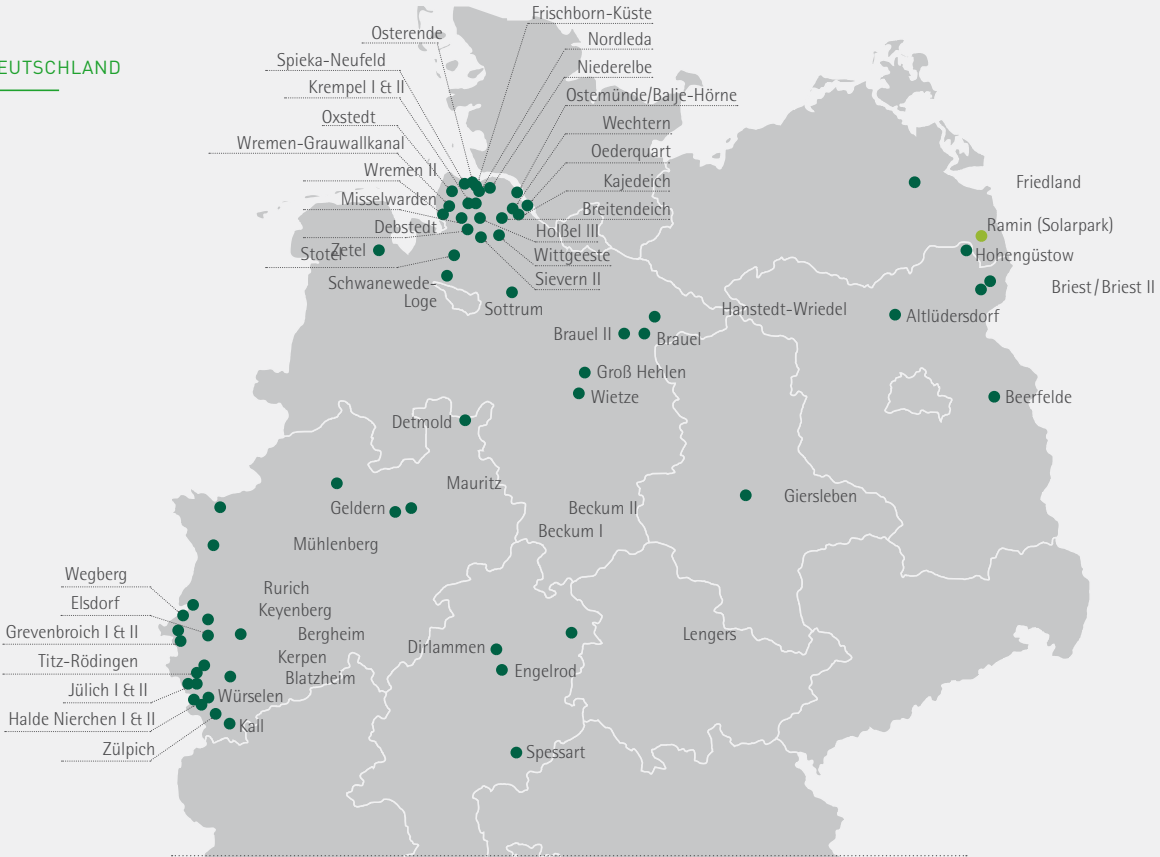 EUTSCHLAND
Frischborn-Küste
Osterende
Nordleda
Spieka-Neufeld
Niederelbe
Krempel I & II
Ostemünde/Balje-Hörne
Oxstedt
Wechtern
Wremen-Grauwallkanal
Oederquart
Wremen II
Kajedeich
Misselwarden
Breitendeich
Debstedt
Holßel III
Zetel
Stotel
Wittgeeste
Schwanewede-
Loge
Sievern II
Sottrum
Friedland
Ramin (Solarpark)
Hohengüstow
Briest/Briest II
Hanstedt-Wriedel
Altlüdersdorf
Brauel II
Brauel
Groß Hehlen
Wietze
Beerfelde
Detmold
Mauritz
Geldern
Beckum II
Beckum I
Giersleben
Mühlenberg
Wegberg
Rurich
Elsdorf
Keyenberg
Grevenbroich I & II
Bergheim
Dirlammen
Lengers
Titz-Rödingen
Kerpen
Blatzheim
Engelrod
Jülich I & II
Würselen
Halde Nierchen I & II
Kall
Zülpich
Spessart